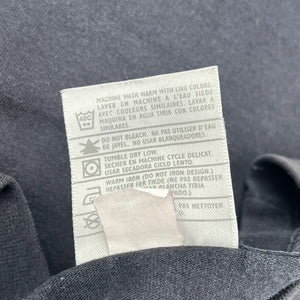 MACHINE WASH WARM WITH LIKE COLORS.
LAVER EN MACHINE A L'EAU TIEDE
AVEC COULEURS SIMILAIRES. LAVAR A
MAQUINA EN AGUA TIBIA CON COLORES
SIMILARES.
DO NOT BLEACH. NE PAS UTILISER D'EAU
DE JAVEL. NO USAR BLANQUEADORES.
TUMBLE DRY LOW.
SECHER EN MACHINE CYCLE DELICAT.
USAR SECADORA CICLO LENTO.
WARM IRON (DO NOT IRON DESIGN.)
REPASSER FER TIEDE (NE PAS REPASSER
PLANCHA TIBIA
PAS NETTOYER